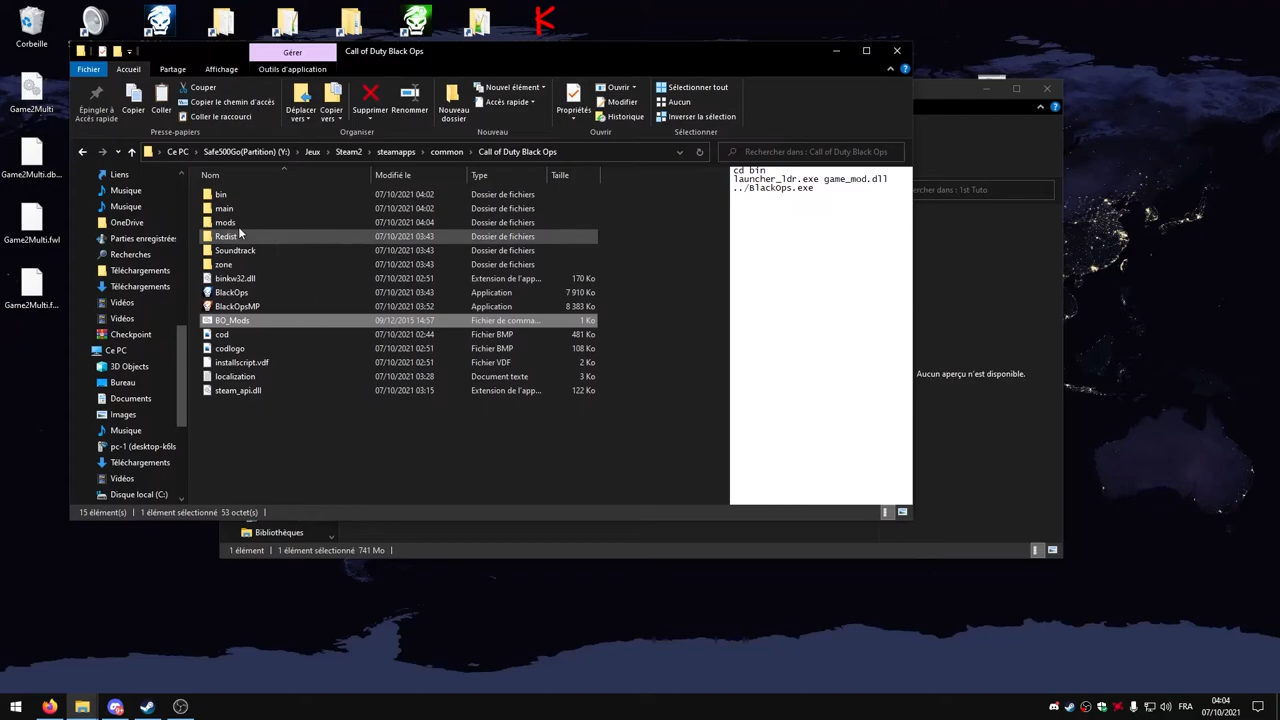 Corbeille
Game2Multi
Game2Multi.db...
Game2Multi.fwl
Game2Multi.f...
Gérer
Call of Duty Black Ops
Fichier
Accueil
Partage
Affichage
Outils d'application
Épingler à
Accès rapide
Copier
Coller
Couper
Copier le chemin d'accès
Coller le raccourci
Presse-papiers
Déplacer
vers
Copier
vers
Supprimer
Renommer
Organiser
Nouveau
dossier
Nouvel élément
Accès rapide
Nouveau
Propriétés
Ouvrir
Modifier
Historique
Ouvrir
Sélectionner tout
Aucun
Inverser la sélection
Sélectionner
Ce PC > Safe500Go(Partition) (Y:) > Jeux > Steam2 > steamapps > common > Call of Duty Black Ops
Rechercher dans : Call of Duty Black Ops
Nom Modifié le Type Taille
bin 07/10/2021 04:02 Dossier de fichiers
main 07/10/2021 04:02 Dossier de fichiers
mods 07/10/2021 04:04 Dossier de fichiers
Redist 07/10/2021 03:43 Dossier de fichiers
Soundtrack 07/10/2021 03:43 Dossier de fichiers
zone 07/10/2021 03:43 Dossier de fichiers
binkw32.dll 07/10/2021 02:51 Extension de l'app... 170 Ko
BlackOps 07/10/2021 03:43 Application 7 910 Ko
BlackOpsMP 07/10/2021 03:52 Application 8 383 Ko
BO_Mods 09/12/2015 14:57 Fichier de comma... 1 Ko
cod 07/10/2021 02:44 Fichier BMP 481 Ko
codlogo 07/10/2021 02:51 Fichier BMP 108 Ko
installscript.vdf 07/10/2021 02:51 Fichier VDF 2 Ko
localization 07/10/2021 03:28 Document texte 3 Ko
steam_api.dll 07/10/2021 03:15 Extension de l'app... 122 Ko
Liens
Musique
Musique
OneDrive
Parties enregistrées
Recherches
Téléchargements
Téléchargements
Vidéos
Vidéos
Checkpoint
Ce PC
3D Objects
Bureau
Documents
Images
Musique
pc-1 (desktop-k6ls
Téléchargements
Vidéos
Disque local (C:)
cd bin
launcher_ldr.exe game_mod.dll
../BlackOps.exe
15 élément(s)
1 élément sélectionné 53 octet(s)
cher dans : 1st Tuto
Aucun aperçu n'est disponible.
Bibliothèques
1 élément
1 élément sélectionné 741 Mo
FRA
04:04
07/10/2021